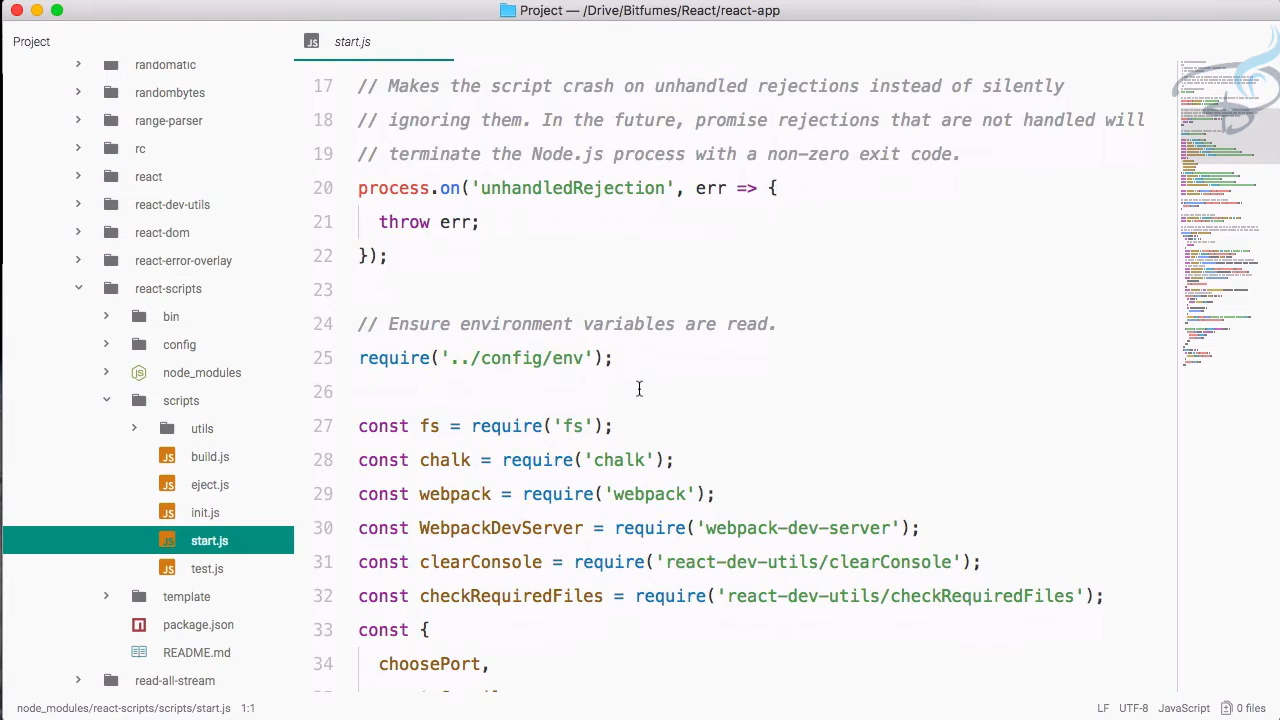 Project — /Drive/Bitfumes/React/react-app
Project
start.js
randomatic
randombytes
range-parser
rc
react
react-dev-utils
react-dom
react-error-overlay
react-scripts
bin
config
node_modules
scripts
utils
build.js
eject.js
init.js
start.js
test.js
template
package.json
README.md
read-all-stream
17 // Makes the script crash on unhandled rejections instead of silently
18 // ignoring them. In the future, promise rejections that are not handled will
19 // terminate the Node.js process with a non-zero exit code.
20 process.on('unhandledRejection', err => {
21 throw err;
22 });
23
24 // Ensure environment variables are read.
25 require('../config/env');
26
27 const fs = require('fs');
28 const chalk = require('chalk');
29 const webpack = require('webpack');
30 const WebpackDevServer = require('webpack-dev-server');
31 const clearConsole = require('react-dev-utils/clearConsole');
32 const checkRequiredFiles = require('react-dev-utils/checkRequiredFiles');
33 const {
34 choosePort,
node_modules/react-scripts/scripts/start.js 1:1
LF UTF-8 JavaScript 0 files